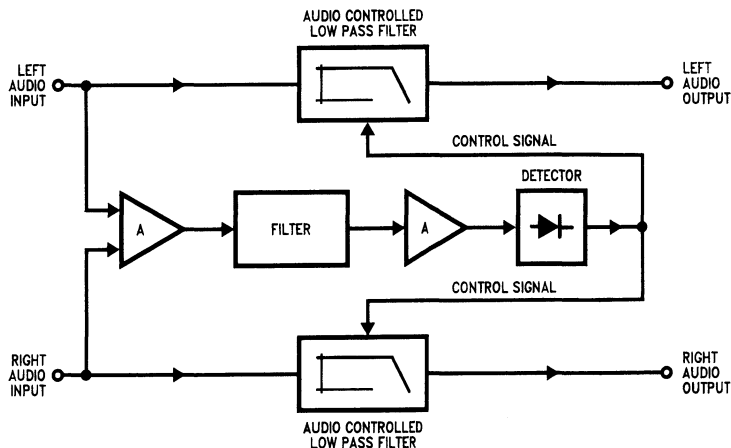 AUDIO CONTROLLED
LOW PASS FILTER
LEFT
AUDIO
INPUT
LEFT
AUDIO
OUTPUT
CONTROL SIGNAL
DETECTOR
A
FILTER
A
CONTROL SIGNAL
RIGHT
AUDIO
INPUT
RIGHT
AUDIO
OUTPUT
AUDIO CONTROLLED
LOW PASS FILTER